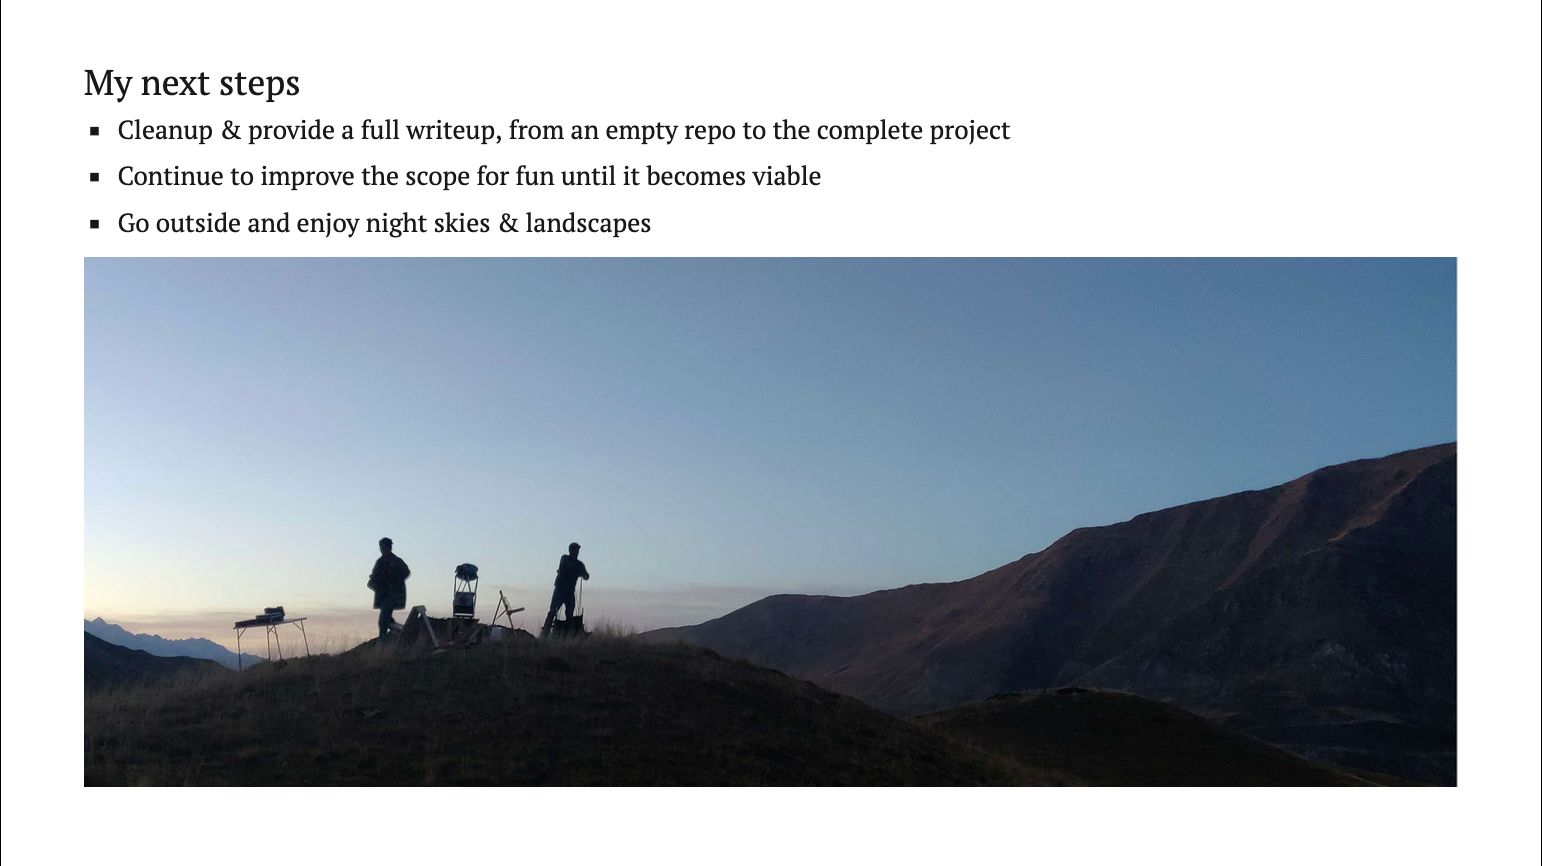 My next steps
▪ Cleanup & provide a full writeup, from an empty repo to the complete project
▪ Continue to improve the scope for fun until it becomes viable
▪ Go outside and enjoy night skies & landscapes